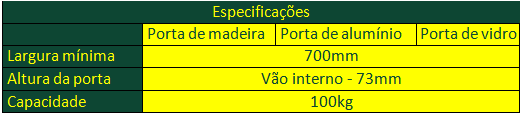 Especificações
Porta de madeira Porta de alumínio Porta de vidro
Largura mínima 700mm
Altura da porta Vão interno - 73mm
Capacidade 100kg